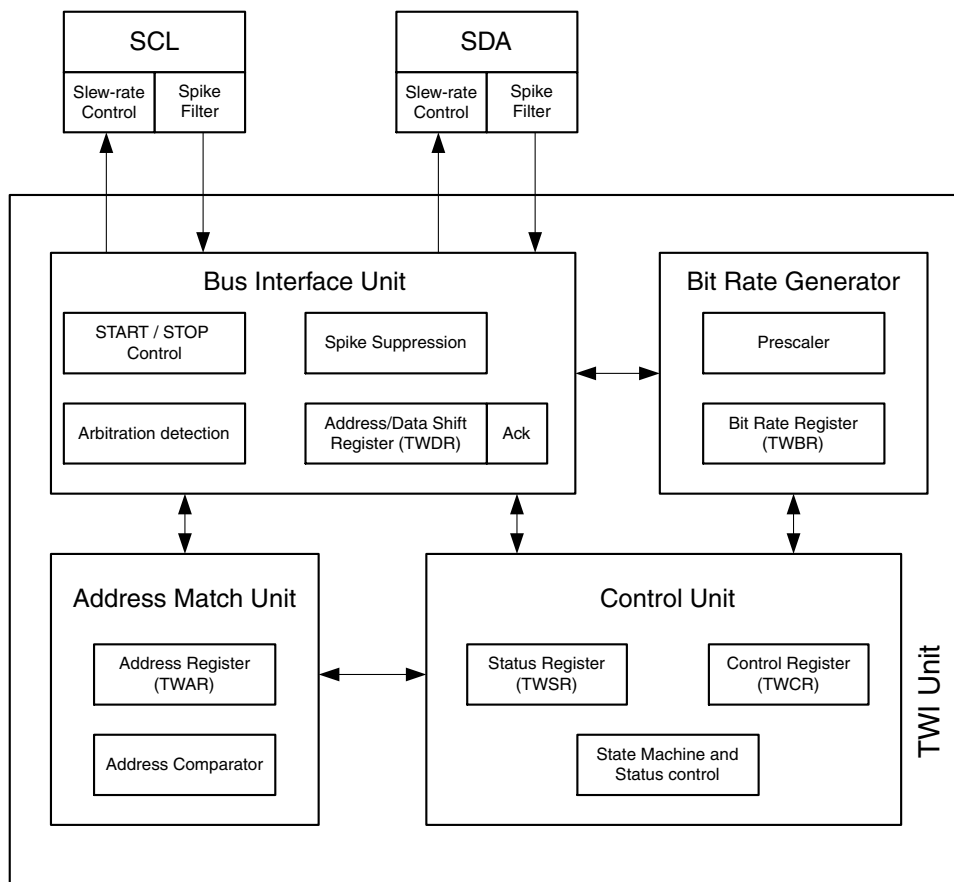 SCL
Slew-rate
Control
Spike
Filter
SDA
Slew-rate
Control
Spike
Filter
Bus Interface Unit
START / STOP
Control
Spike Suppression
Arbitration detection
Address/Data Shift
Register (TWDR)
Ack
Bit Rate Generator
Prescaler
Bit Rate Register
(TWBR)
Address Match Unit
Address Register
(TWAR)
Address Comparator
Control Unit
Status Register
(TWSR)
Control Register
(TWCR)
State Machine and
Status control
TWI Unit